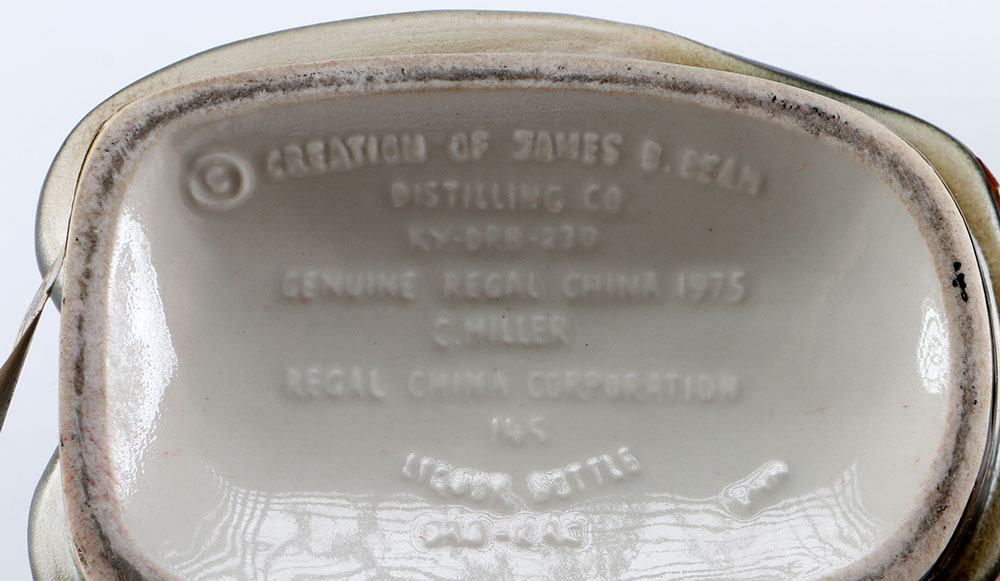 © CREATION OF JAMES B. BEAM
DISTILLING CO.
KY-DRB-230
GENUINE REGAL CHINA 1975
C. MILLER
REGAL CHINA CORPORATION
145
LIQUOR BOTTLE